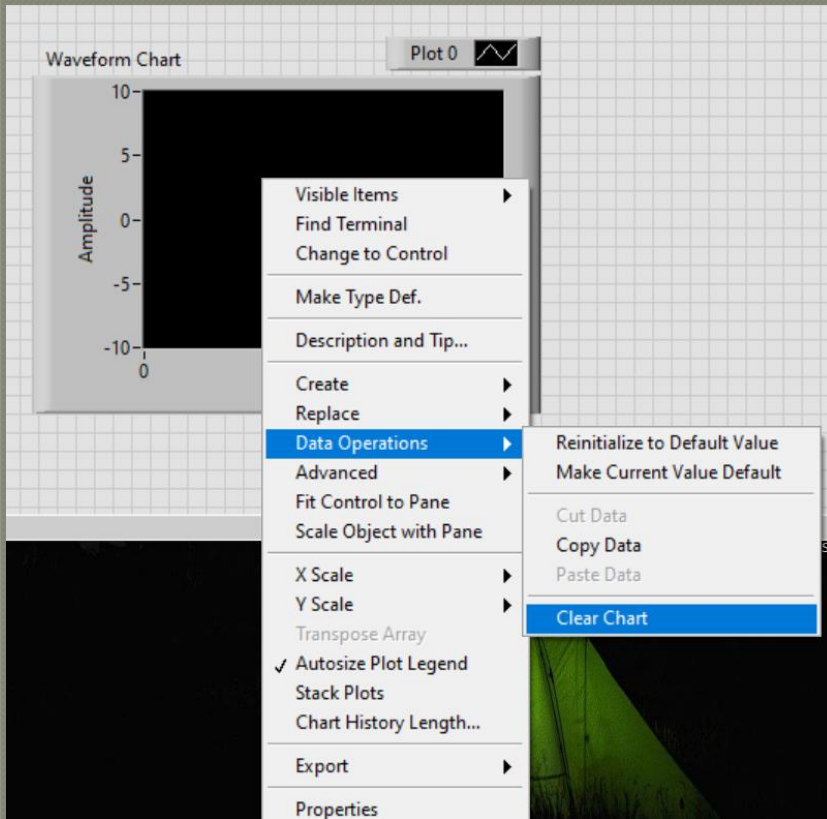 Waveform Chart
Plot 0
10
5
0
-5
-10
Amplitude
0
Visible Items
Find Terminal
Change to Control
Make Type Def.
Description and Tip...
Create
Replace
Data Operations
Advanced
Fit Control to Pane
Scale Object with Pane
X Scale
Y Scale
Transpose Array
Autosize Plot Legend
Stack Plots
Chart History Length...
Export
Properties
Reinitialize to Default Value
Make Current Value Default
Cut Data
Copy Data
Paste Data
Clear Chart